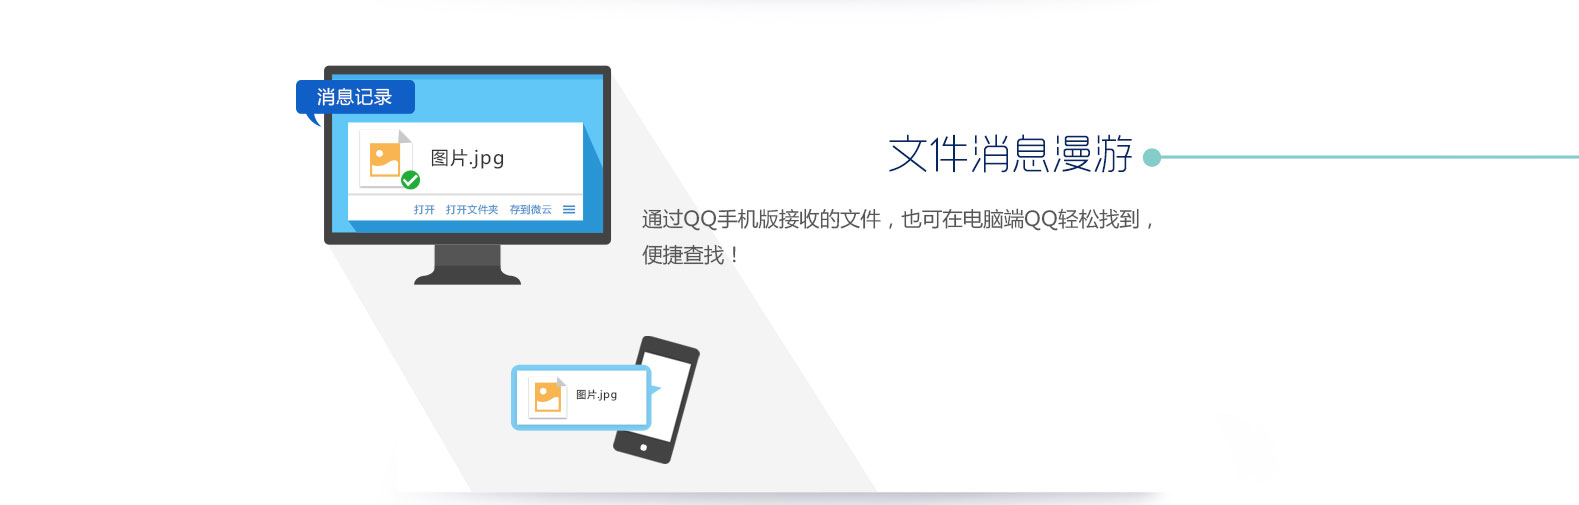 消息记录
图片.jpg
打开 打开文件夹 存到微云
文件消息漫游
通过QQ手机版接收的文件，也可在电脑端QQ轻松找到，
便捷查找！
图片.jpg